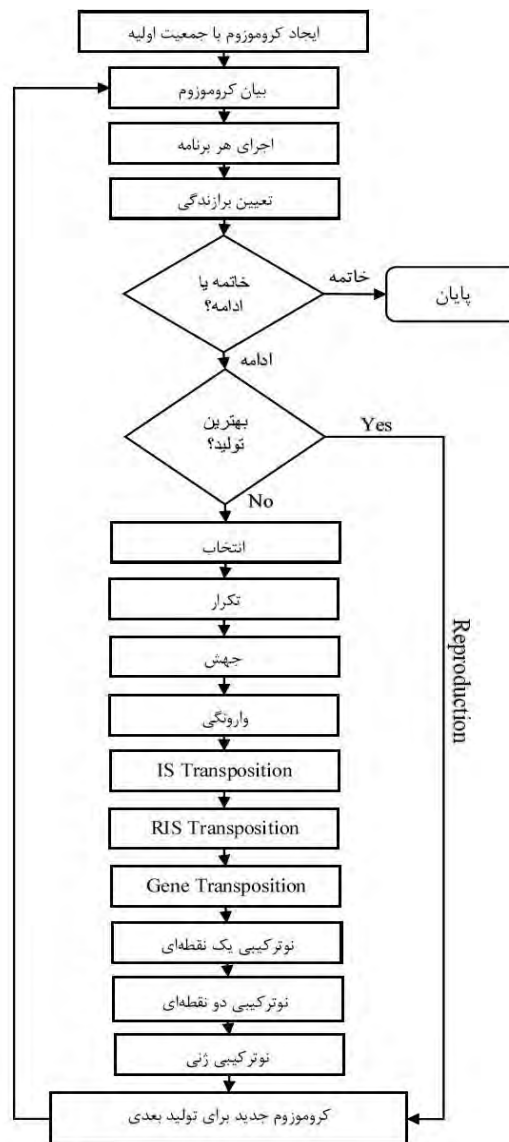 ایجاد کروموزوم با جمعیت اولیه
بیان کروموزوم
اجرای هر برنامه
تعیین برازندگی
خاتمه یا
ادامه؟
خاتمه
پایان
ادامه
بهترین
تولید؟
Yes
No
انتخاب
تکرار
جهش
وارونگی
Reproduction
IS Transposition
RIS Transposition
Gene Transposition
نوترکیبی یک نقطه‌ای
نوترکیبی دو نقطه‌ای
نوترکیبی ژنی
کروموزوم جدید برای تولید بعدی